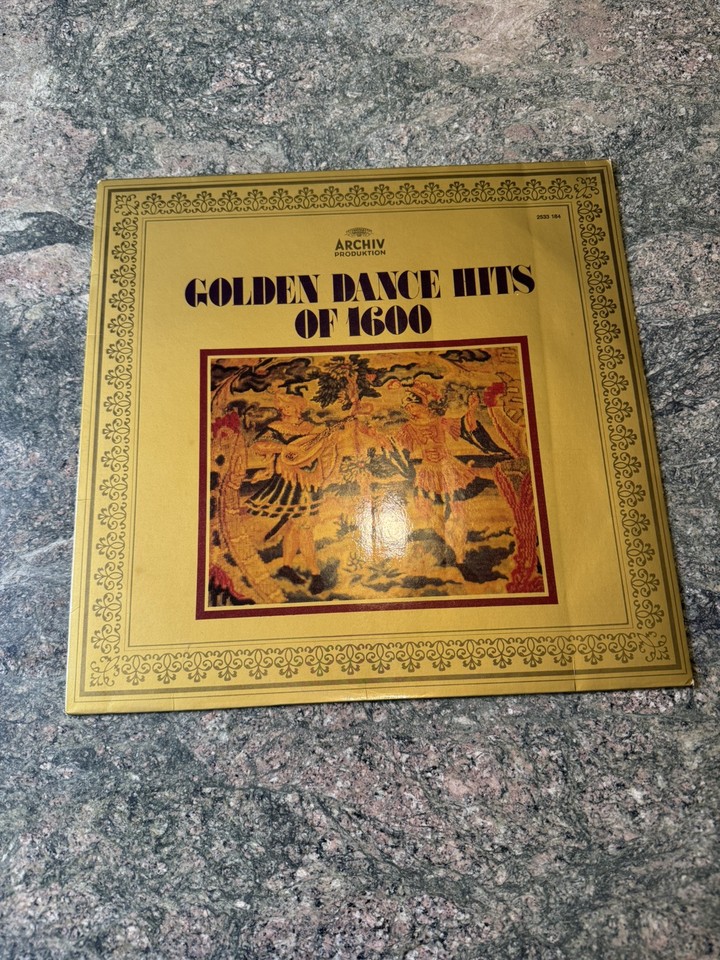 2533 184
ARCHIV
PRODUKTION
GOLDEN DANCE HITS
OF 1600